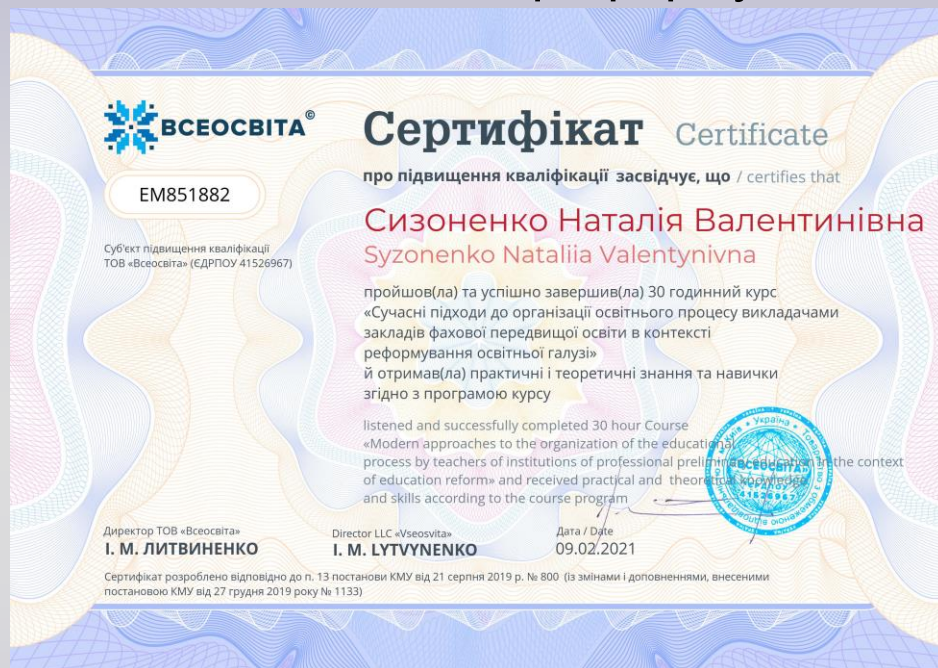 ВСЕОСВІТА©
EM851882
Суб'єкт підвищення кваліфікації
ТОВ «Всеосвіта» (ЄДРПОУ 41526967)
Сертифікат Certificate
про підвищення кваліфікації засвідчує, що / certifies that
Сизоненко Наталія Валентинівна
Syzonenko Nataliia Valentynivna
пройшов(ла) та успішно завершив(ла) 30 годинний курс
«Сучасні підходи до організації освітнього процесу викладачами
закладів фахової передвищої освіти в контексті
реформування освітньої галузі»
й отримав(ла) практичні і теоретичні знання та навички
згідно з програмою курсу
listened and successfully completed 30 hour Course
«Modern approaches to the organization of the educational
process by teachers of institutions of professional preliminary education in the context
of education reform» and received practical and theoretical knowledge
and skills according to the course program
Україна
«ВСЕОСВІТА»
41526967
Директор ТОВ «Всеосвіта»
І. М. ЛИТВИНЕНКО
Director LLC «Vseosvita»
I. M. LYTVYNENKO
Дата / Date
09.02.2021
Сертифікат розроблено відповідно до п. 13 постанови КМУ від 21 серпня 2019 р. № 800 (із змінами і доповненнями, внесеними
постановою КМУ від 27 грудня 2019 року № 1133)